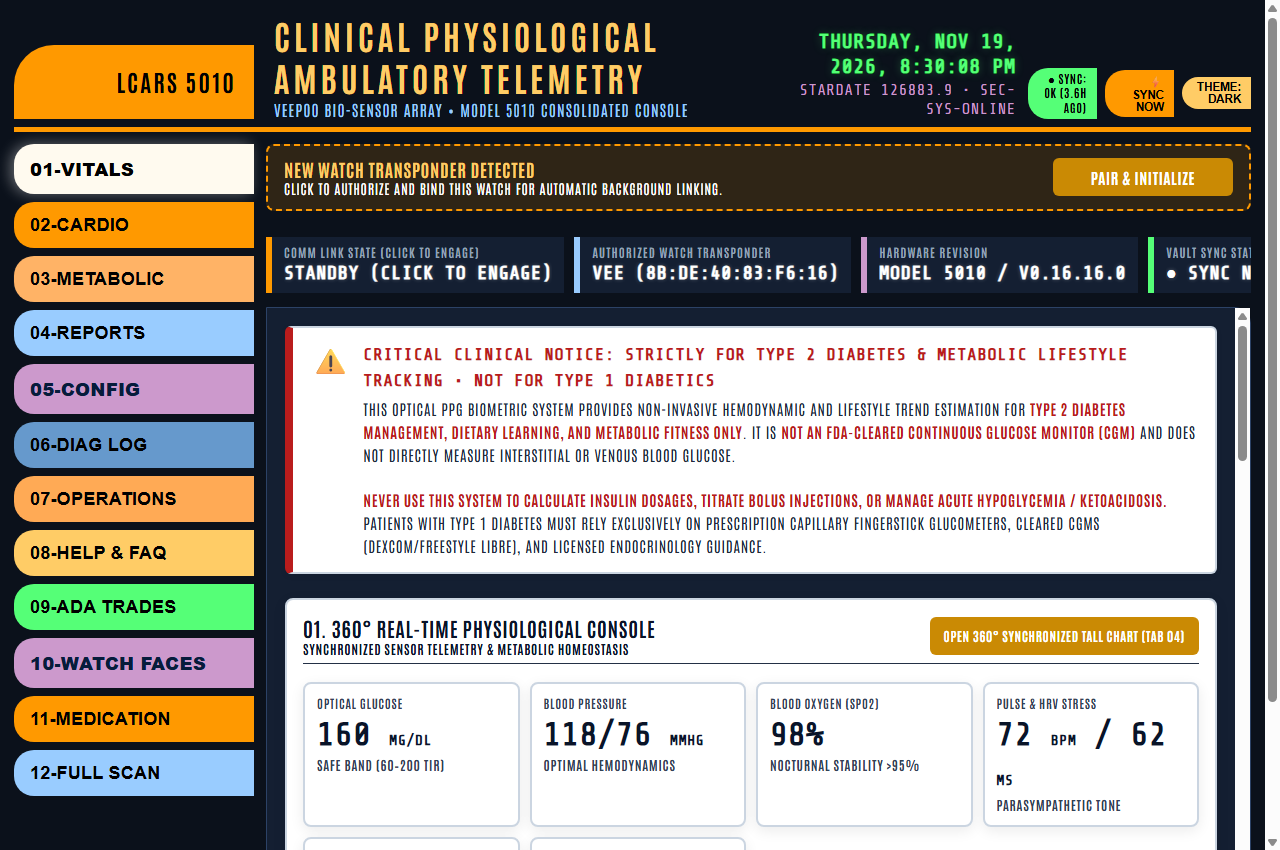 LCARS 5010
CLINICAL PHYSIOLOGICAL
AMBULATORY TELEMETRY
VEEPOO BIO-SENSOR ARRAY • MODEL 5010 CONSOLIDATED CONSOLE
THURSDAY, NOV 19,
2026, 8:30:08 PM
STARDATE 126883.9 · SEC-
SYS-ONLINE
● SYNC:
OK (3.6H
AGO)
SYNC
NOW
THEME:
DARK
01-VITALS
02-CARDIO
03-METABOLIC
04-REPORTS
05-CONFIG
06-DIAG LOG
07-OPERATIONS
08-HELP & FAQ
09-ADA TRADES
10-WATCH FACES
11-MEDICATION
12-FULL SCAN
NEW WATCH TRANSPONDER DETECTED
CLICK TO AUTHORIZE AND BIND THIS WATCH FOR AUTOMATIC BACKGROUND LINKING.
PAIR & INITIALIZE
COMM LINK STATE (CLICK TO ENGAGE)
STANDBY (CLICK TO ENGAGE)
AUTHORIZED WATCH TRANSPONDER
VEE (8B:DE:40:83:F6:16)
HARDWARE REVISION
MODEL 5010 / V0.16.16.0
VAULT SYNC STAT
● SYNC N
CRITICAL CLINICAL NOTICE: STRICTLY FOR TYPE 2 DIABETES & METABOLIC LIFESTYLE
TRACKING · NOT FOR TYPE 1 DIABETICS
THIS OPTICAL PPG BIOMETRIC SYSTEM PROVIDES NON-INVASIVE HEMODYNAMIC AND LIFESTYLE TREND ESTIMATION FOR TYPE 2 DIABETES
MANAGEMENT, DIETARY LEARNING, AND METABOLIC FITNESS ONLY. IT IS NOT AN FDA-CLEARED CONTINUOUS GLUCOSE MONITOR (CGM) AND DOES
NOT DIRECTLY MEASURE INTERSTITIAL OR VENOUS BLOOD GLUCOSE.
NEVER USE THIS SYSTEM TO CALCULATE INSULIN DOSAGES, TITRATE BOLUS INJECTIONS, OR MANAGE ACUTE HYPOGLYCEMIA / KETOACIDOSIS.
PATIENTS WITH TYPE 1 DIABETES MUST RELY EXCLUSIVELY ON PRESCRIPTION CAPILLARY FINGERSTICK GLUCOMETERS, CLEARED CGMS
(DEXCOM/FREESTYLE LIBRE), AND LICENSED ENDOCRINOLOGY GUIDANCE.
01. 360° REAL-TIME PHYSIOLOGICAL CONSOLE
SYNCHRONIZED SENSOR TELEMETRY & METABOLIC HOMEOSTASIS
OPEN 360° SYNCHRONIZED TALL CHART (TAB 04)
OPTICAL GLUCOSE
160 MG/DL
SAFE BAND (60-200 TIR)
BLOOD PRESSURE
118/76 MMHG
OPTIMAL HEMODYNAMICS
BLOOD OXYGEN (SPO2)
98%
NOCTURNAL STABILITY >95%
PULSE & HRV STRESS
72 BPM / 62
MS
PARASYMPATHETIC TONE